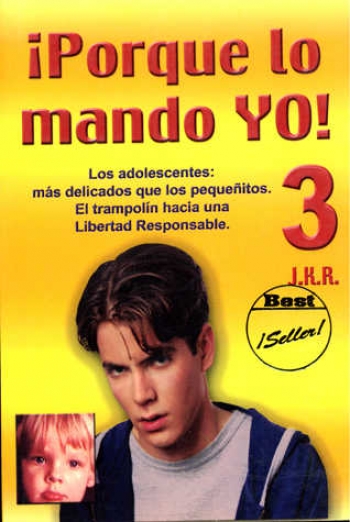 ¡Porque lo
mando YO!
Los adolescentes:
más delicados que los pequeñitos.
El trampolín hacia una
Libertad Responsable.
3
J.K.R.
Best
¡Seller!